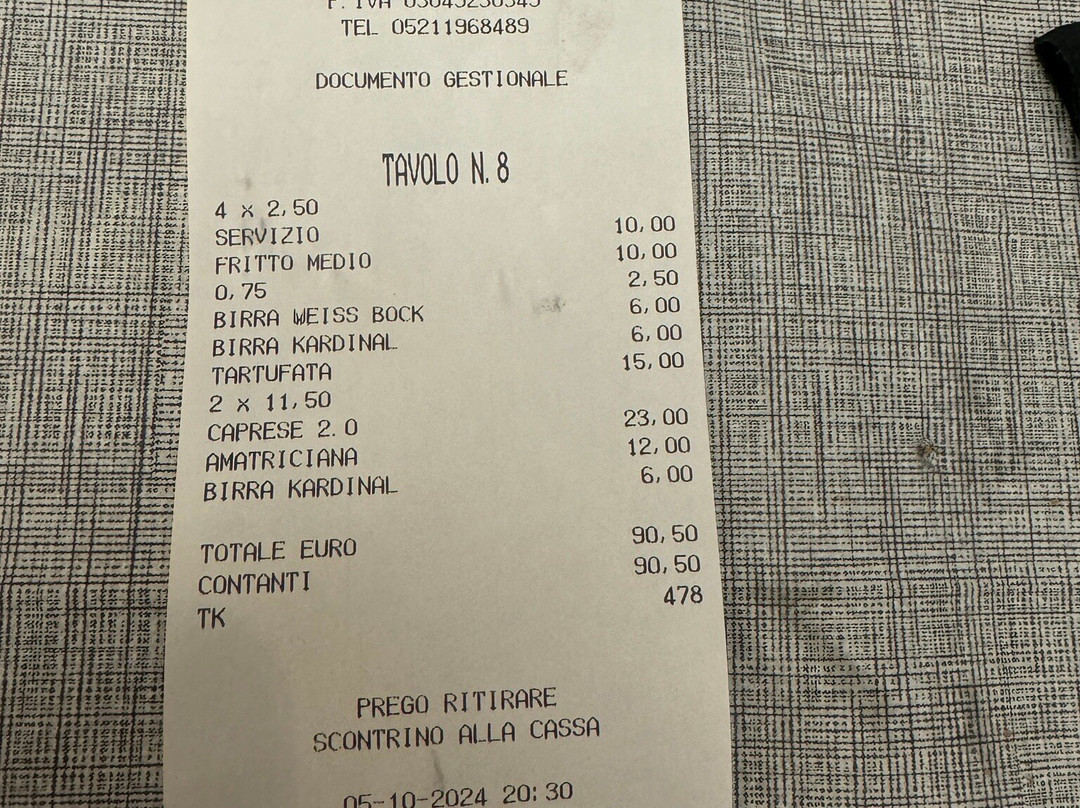 TEL 05211968489
DOCUMENTO GESTIONALE
TAVOLO N.8
4 x 2,50
SERVIZIO 10,00
FRITTO MEDIO 10,00
0,75 2,50
BIRRA WEISS BOCK 6,00
BIRRA KARDINAL 6,00
TARTUFATA 15,00
2 x 11,50
CAPRESE 2.0 23,00
AMATRICIANA 12,00
BIRRA KARDINAL 6,00
TOTALE EURO 90,50
CONTANTI 90,50
TK 478
PREGO RITIRARE
SCONTRINO ALLA CASSA
05-10-2024 20:30